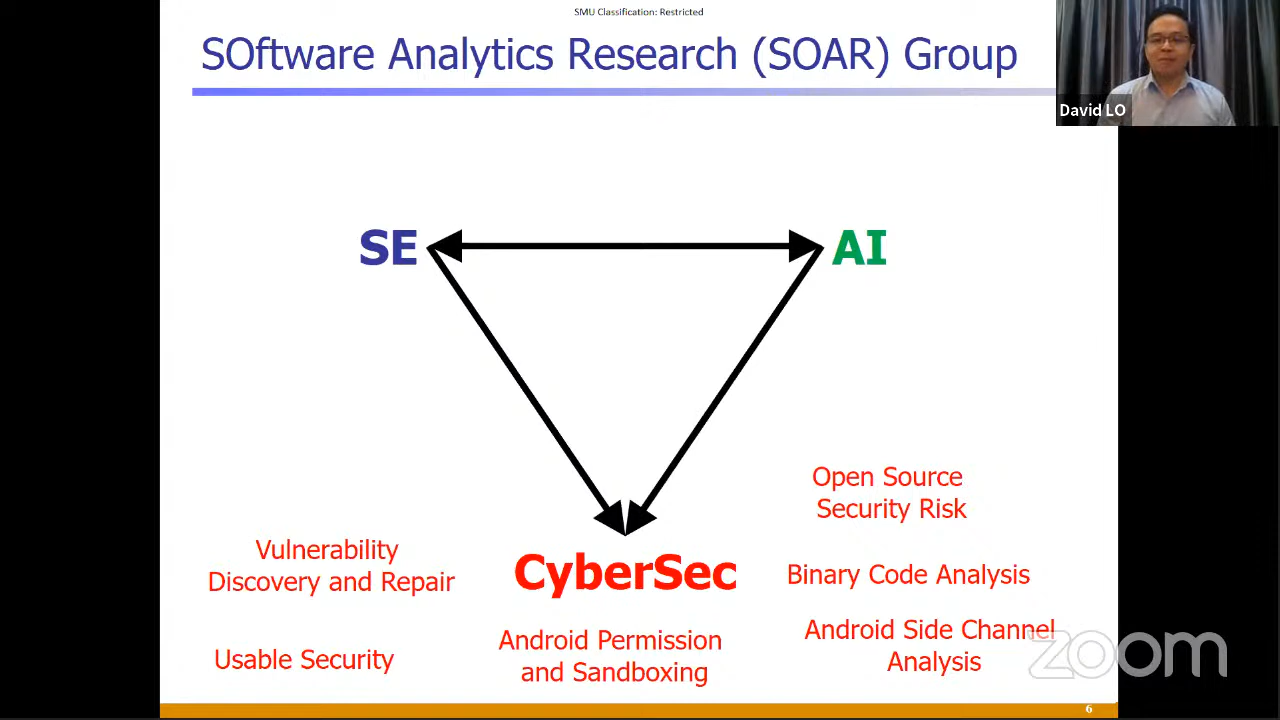 SMU Classification: Restricted
SOftware Analytics Research (SOAR) Group
David LO
SE
AI
Open Source
Security Risk
Vulnerability
Discovery and Repair
CyberSec
Binary Code Analysis
Android Side Channel
Analysis
Android Permission
and Sandboxing
Usable Security
zoom
6